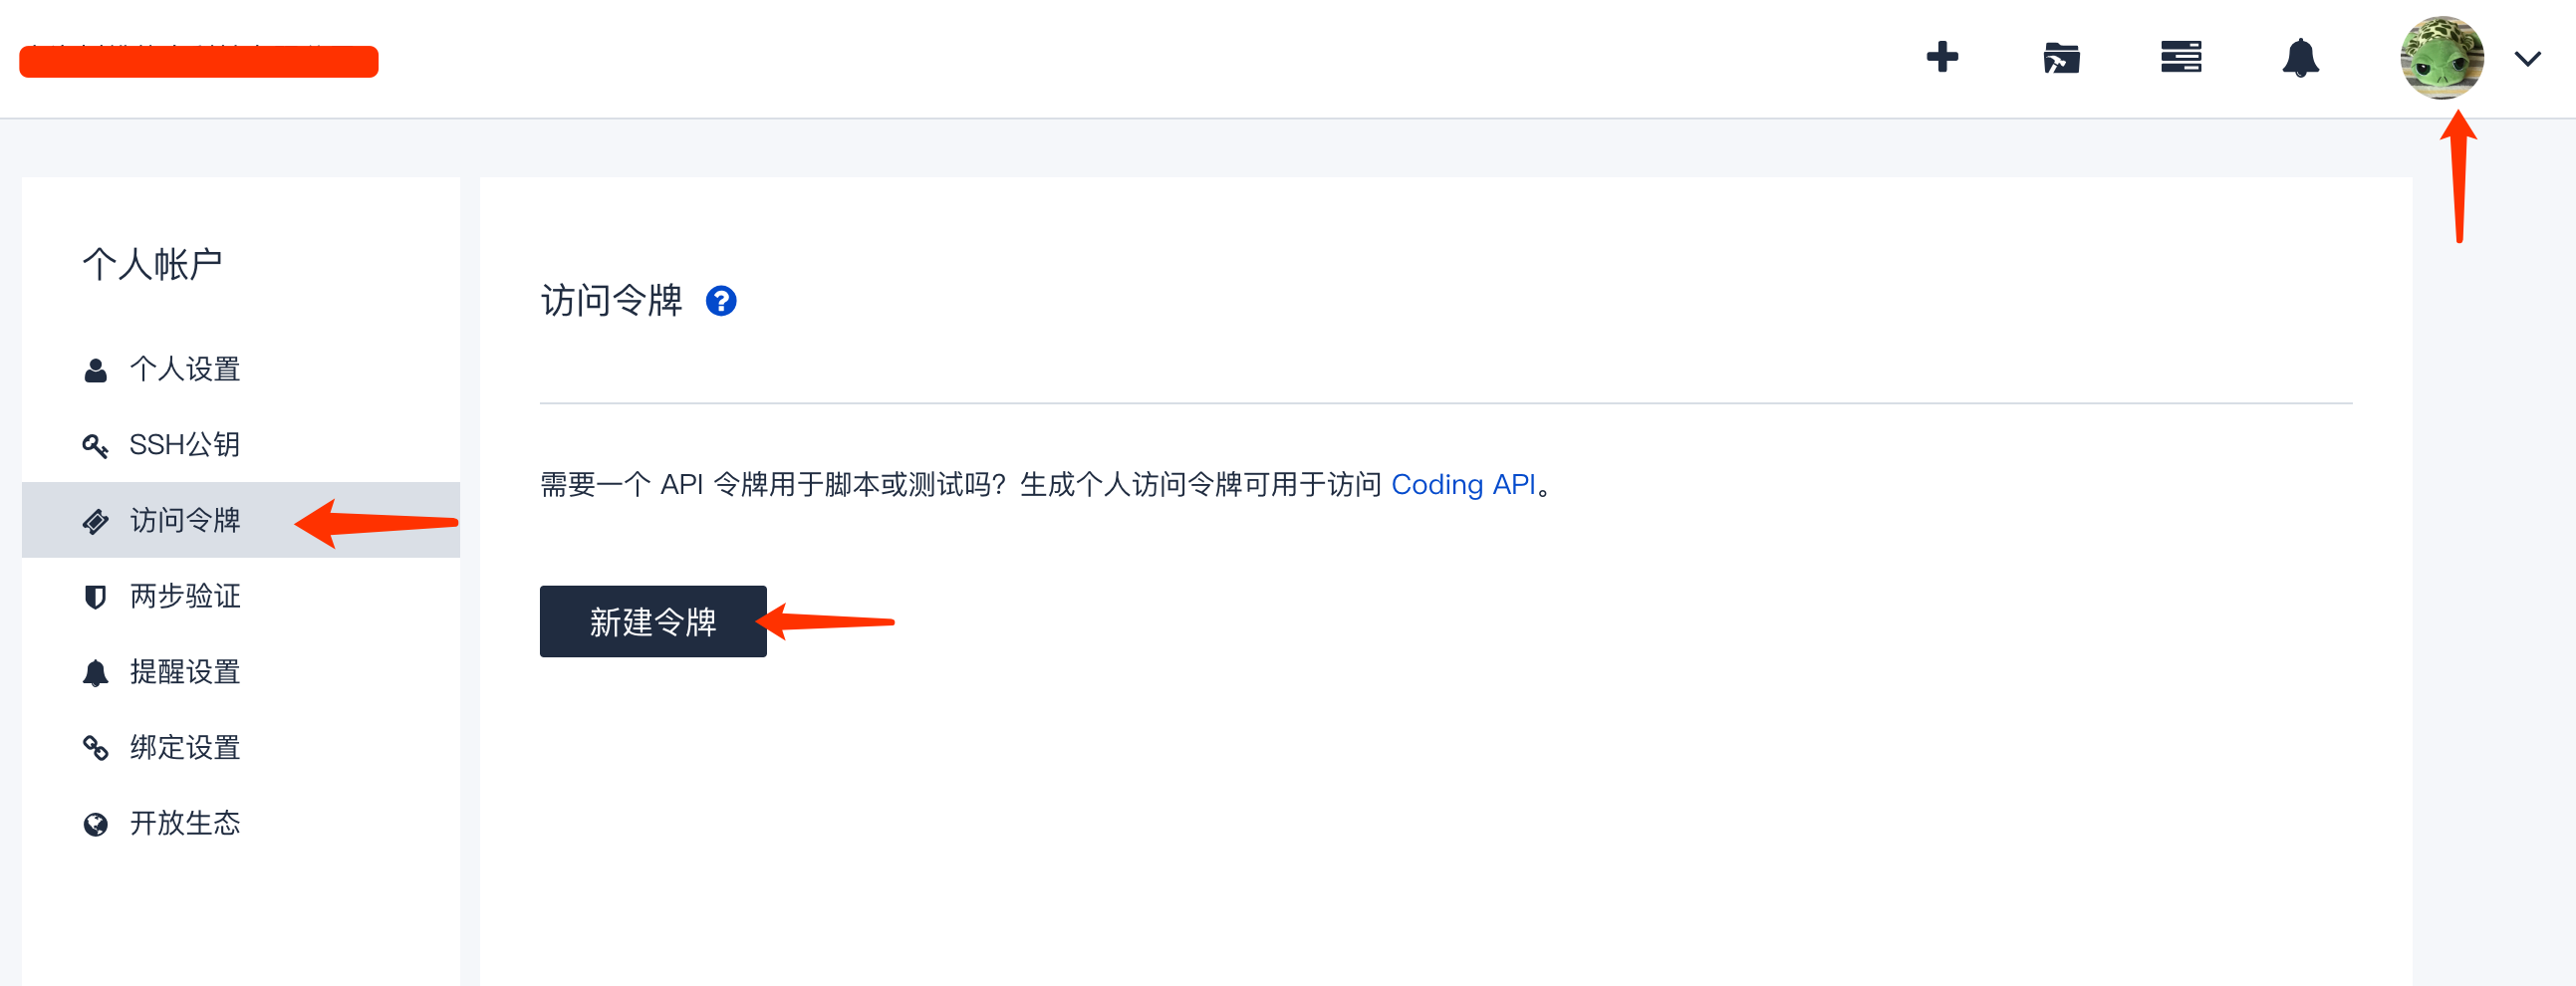 个人帐户
个人设置
SSH公钥
访问令牌
两步验证
提醒设置
绑定设置
开放生态
访问令牌
需要一个 API 令牌用于脚本或测试吗？生成个人访问令牌可用于访问 Coding API。
新建令牌